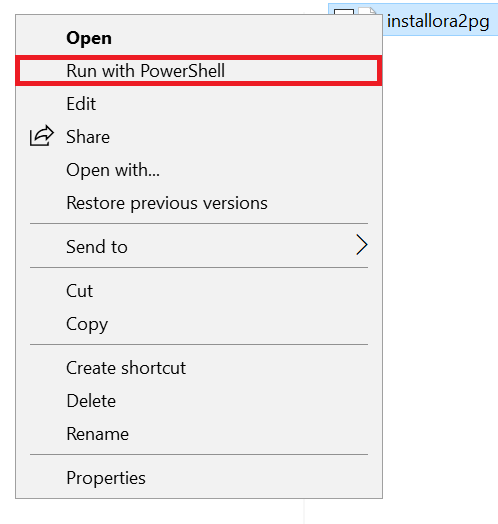 installora2pg
Open
Run with PowerShell
Edit
Share
Open with...
Restore previous versions
Send to
Cut
Copy
Create shortcut
Delete
Rename
Properties